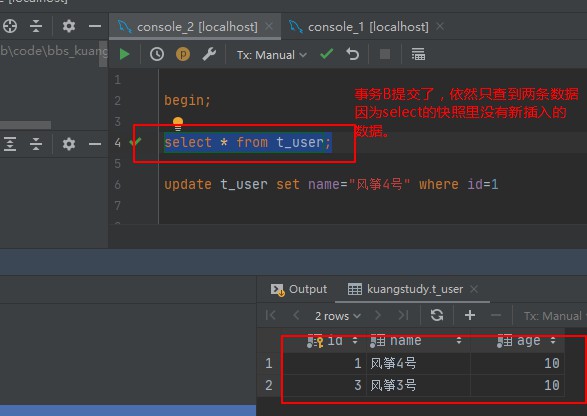 localhost]
console_2 [localhost]
console_1 [localhost]
b\code\bbs_kuang
Tx: Manual
1
2
begin;
事务B提交了，依然只查到两条数据
因为select的快照里没有新插入的
数据。
3
4
select * from t_user;
5
6
update t_user set name="风筝4号" where id=1
7
Output
kuangstudy.t_user
2 rows
Tx: Manual
id
name
age
1
1
风筝4号
10
2
3
风筝3号
10